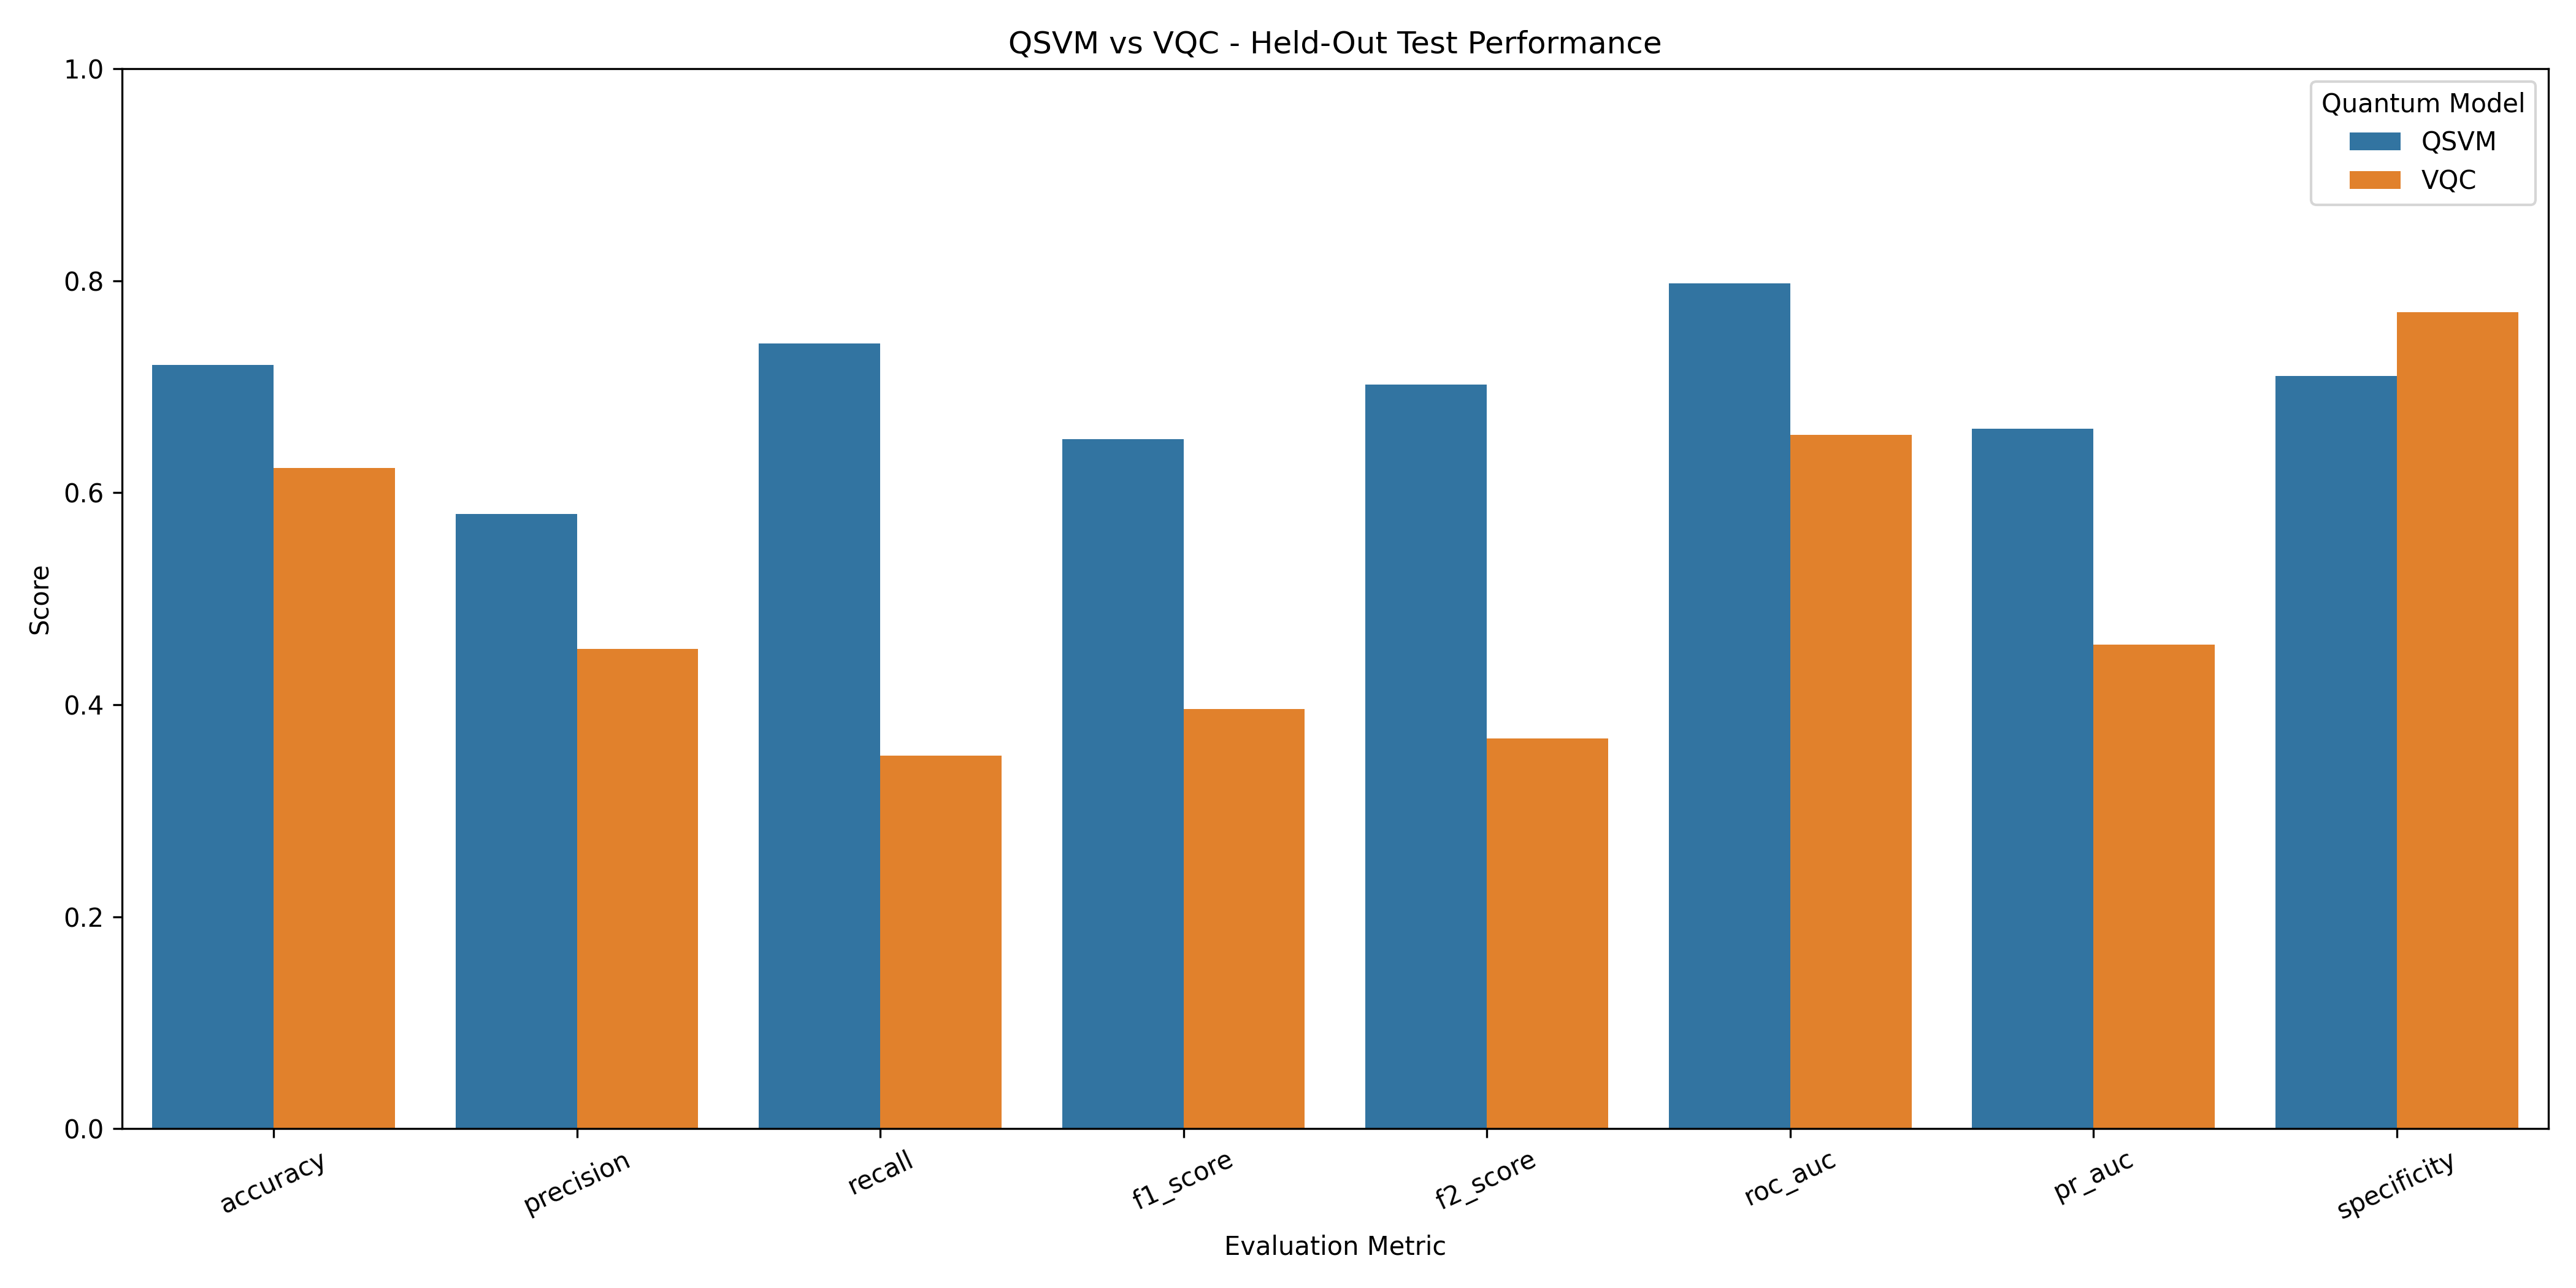 QSVM vs VQC - Held-Out Test Performance
1.0
0.8
0.6
0.4
0.2
0.0
Score
Quantum Model
QSVM
VQC
accuracy
precision
recall
f1_score
f2_score
roc_auc
pr_auc
specificity
Evaluation Metric